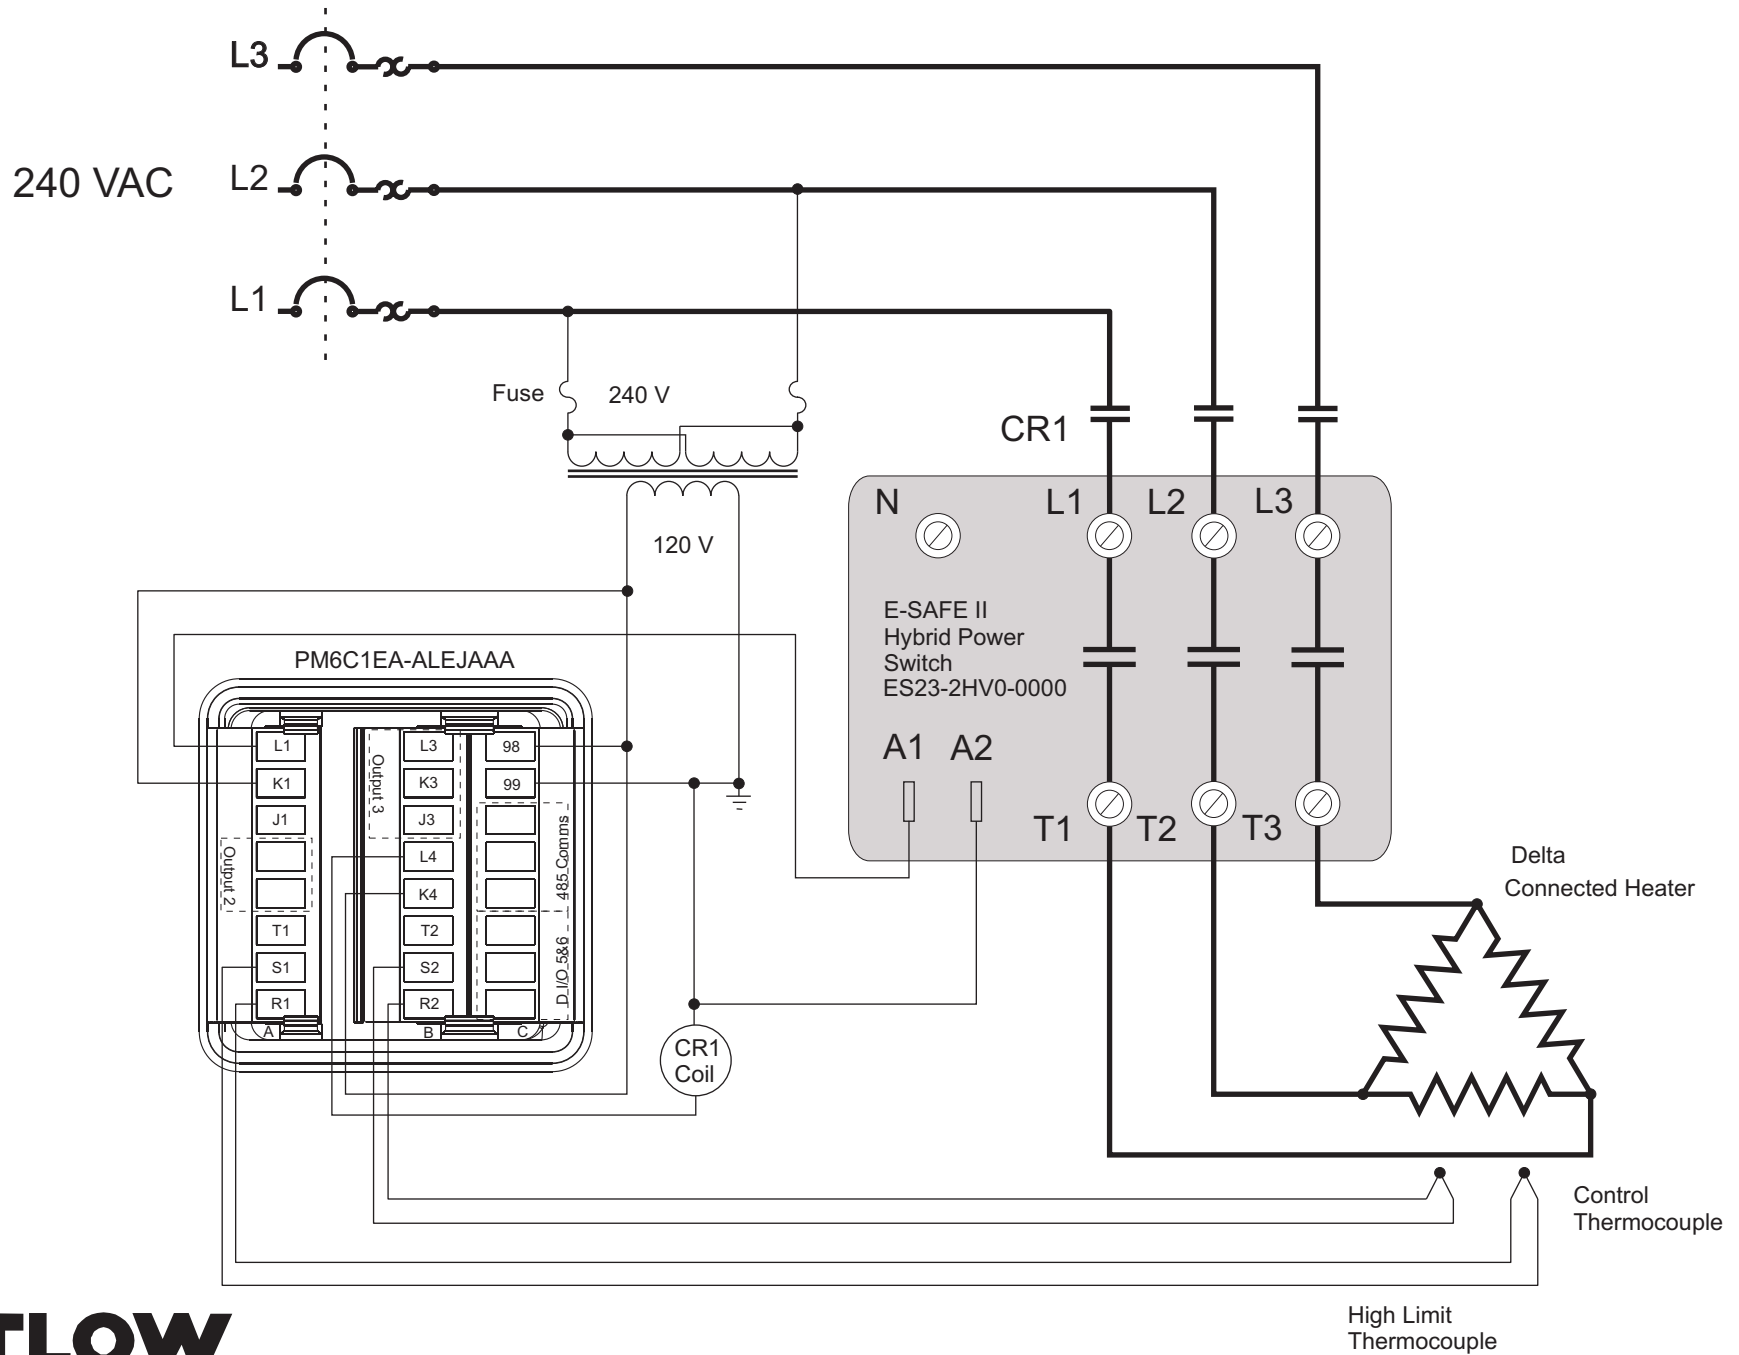 L3
240 VAC
L2
L1
Fuse
240 V
120 V
CR1
N
L1
L2
L3
E-SAFE II
Hybrid Power
Switch
ES23-2HV0-0000
A1
A2
T1
T2
T3
PM6C1EA-ALEJAAA
L1
K1
J1
Output 2
T1
S1
R1
A
Output 3
L3
K3
J3
L4
K4
T2
S2
R2
B
98
99
485 Comms
D I/O 5&6
C
CR1
Coil
Delta
Connected Heater
Control
Thermocouple
High Limit
Thermocouple
TLOW